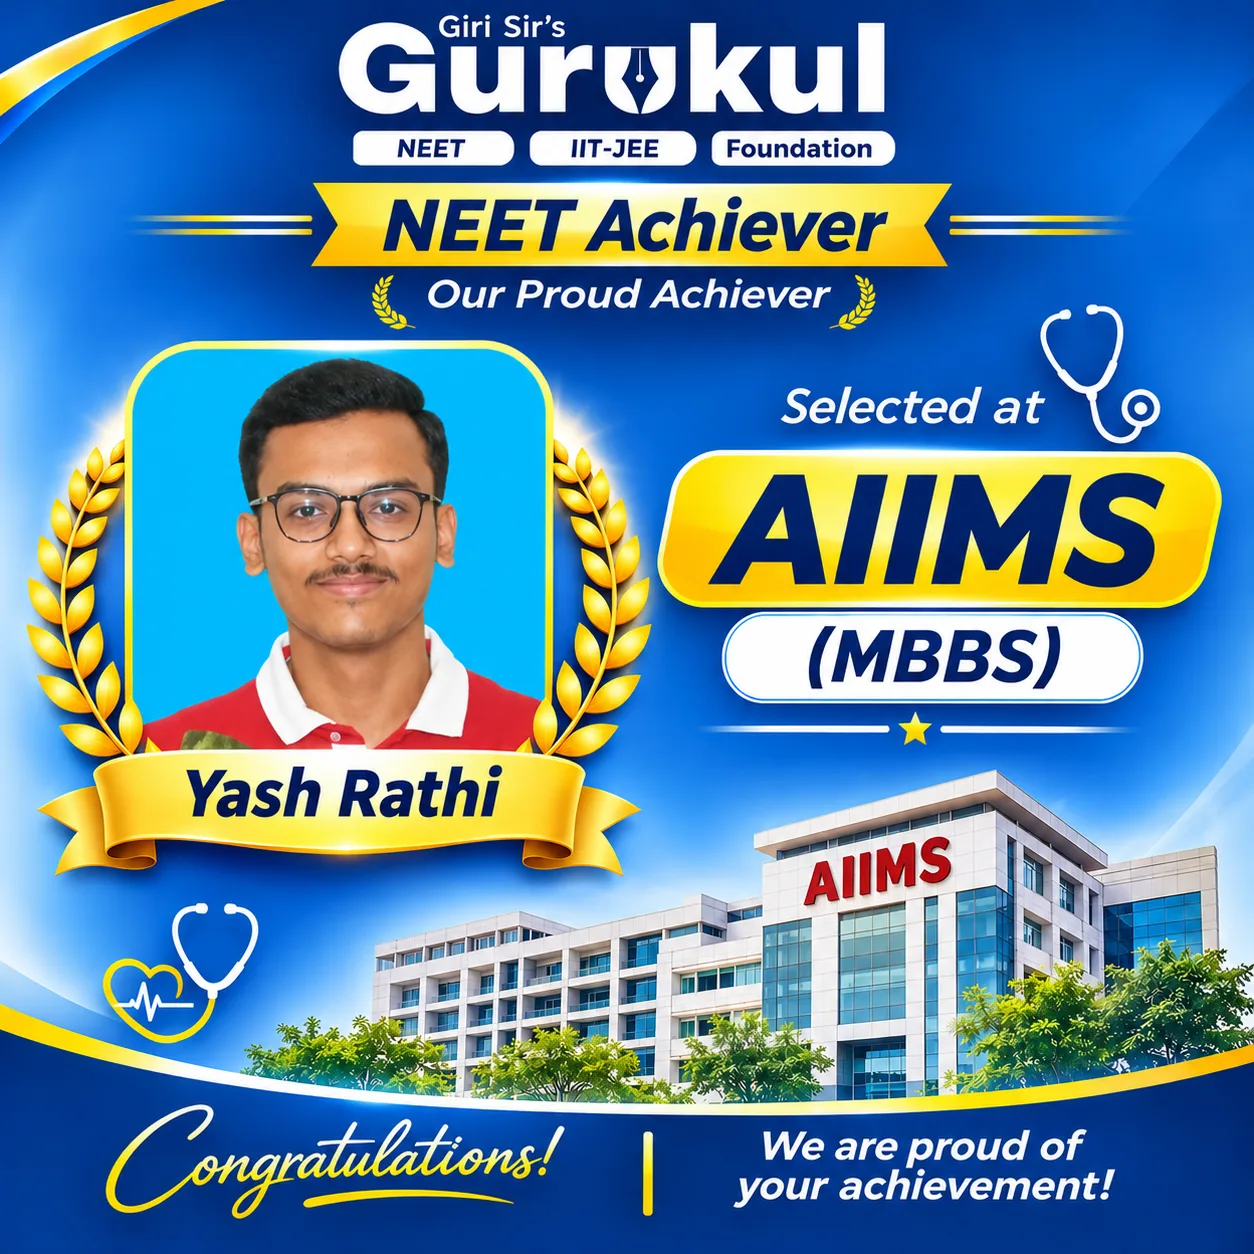 Giri Sir's
Gurukul
NEET
IIT-JEE
Foundation
NEET Achiever
Our Proud Achiever
Selected at
AIIMS
(MBBS)
Yash Rathi
AIIMS
Congratulations!
We are proud of
your achievement!